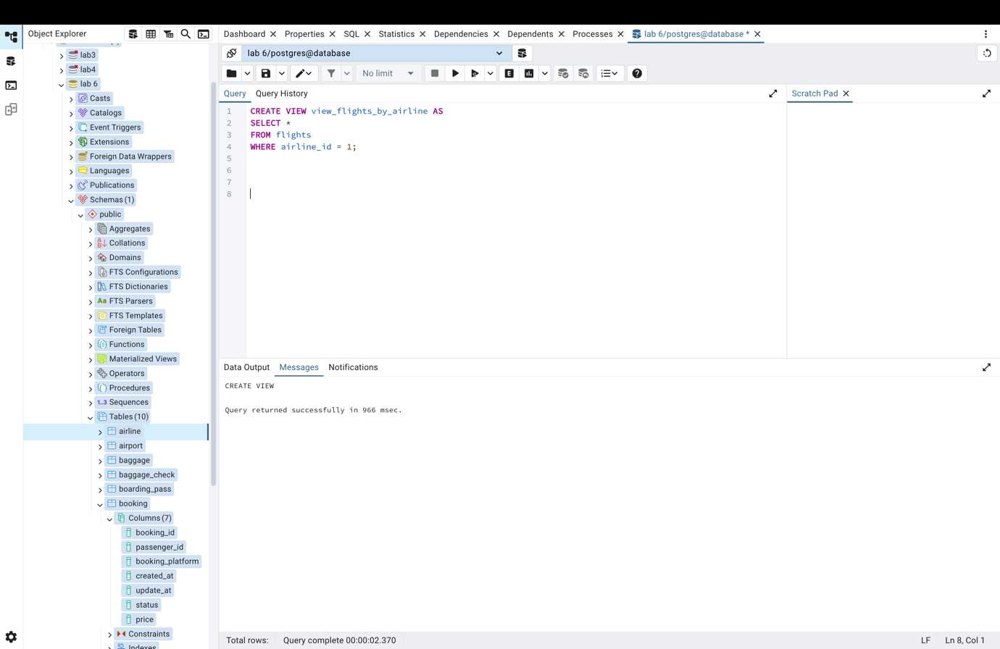 Object Explorer
Dashboard Properties SQL Statistics Dependencies Dependents Processes lab 6/postgres@database *
lab 6/postgres@database
No limit
E
Query Query History
Scratch Pad
1 CREATE VIEW view_flights_by_airline AS
2 SELECT *
3 FROM flights
4 WHERE airline_id = 1;
5
6
7
8
lab3
lab4
lab 6
Casts
Catalogs
Event Triggers
Extensions
Foreign Data Wrappers
Languages
Publications
Schemas (1)
public
Aggregates
Collations
Domains
FTS Configurations
FTS Dictionaries
Aa FTS Parsers
FTS Templates
Foreign Tables
Functions
Materialized Views
Operators
Procedures
1..3 Sequences
Tables (10)
airline
airport
baggage
baggage_check
boarding_pass
booking
Columns (7)
booking_id
passenger_id
booking_platform
created_at
update_at
status
price
Constraints
Indexes
Data Output Messages Notifications
CREATE VIEW
Query returned successfully in 966 msec.
Total rows: Query complete 00:00:02.370 LF Ln 8, Col 1